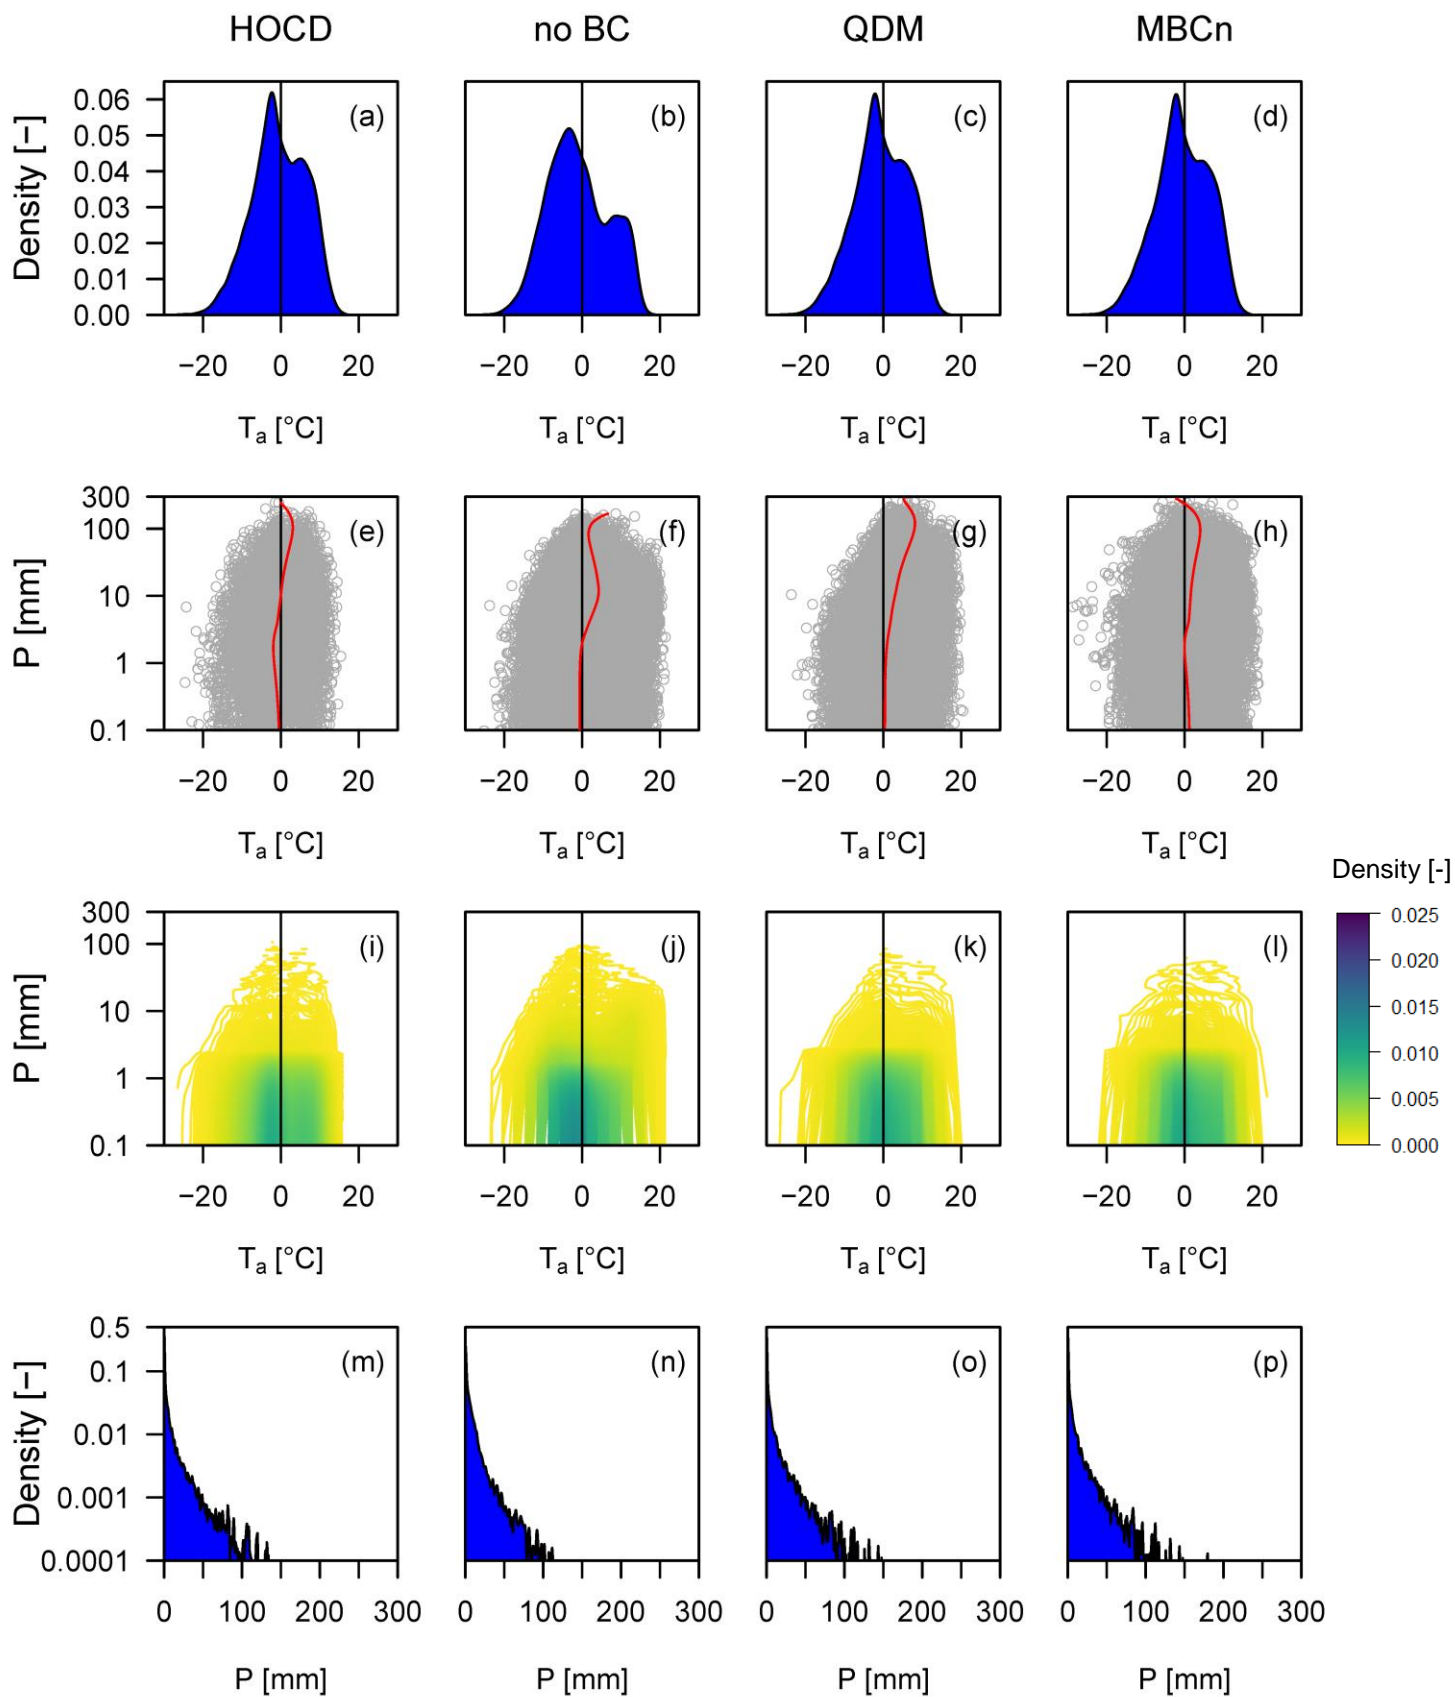 HOCD no BC QDM MBCn
Density [−]
0.06
0.05
0.04
0.03
0.02
0.01
0.00
(a) (b) (c) (d)
−20 0 20 −20 0 20 −20 0 20 −20 0 20
Ta [°C] Ta [°C] Ta [°C] Ta [°C]
P [mm]
300
100
10
1
0.1
(e) (f) (g) (h)
−20 0 20 −20 0 20 −20 0 20 −20 0 20
Ta [°C] Ta [°C] Ta [°C] Ta [°C]
P [mm]
300
100
10
1
0.1
(i) (j) (k) (l)
−20 0 20 −20 0 20 −20 0 20 −20 0 20
Ta [°C] Ta [°C] Ta [°C] Ta [°C]
Density [-]
0.025
0.020
0.015
0.010
0.005
0.000
Density [−]
0.5
0.1
0.01
0.001
0.0001
(m) (n) (o) (p)
0 100 200 300 0 100 200 300 0 100 200 300 0 100 200 300
P [mm] P [mm] P [mm] P [mm]